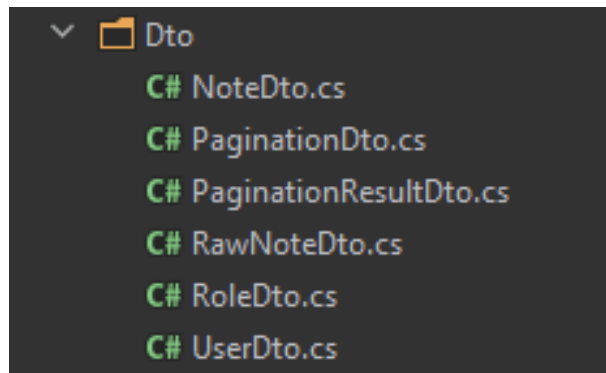 Dto
C# NoteDto.cs
C# PaginationDto.cs
C# PaginationResultDto.cs
C# RawNoteDto.cs
C# RoleDto.cs
C# UserDto.cs